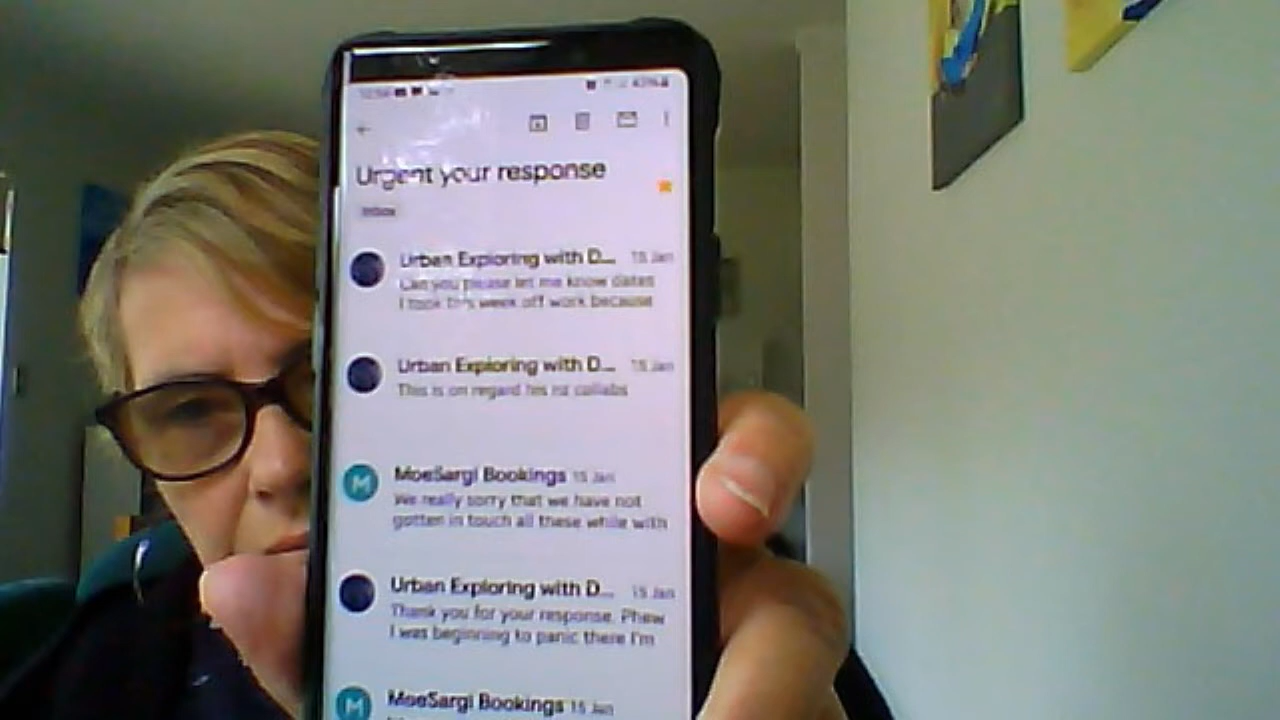 Urgent your response
Inbox
Urban Exploring with D... 15 Jan
Can you please let me know dates
I took this week off work because
Urban Exploring with D... 15 Jan
This is on regard his nz collabs
M MoeSargi Bookings 15 Jan
We really sorry that we have not
gotten in touch all these while with
Urban Exploring with D... 15 Jan
Thank you for your response. Phew
I was beginning to panic there I'm
M MoeSargi Bookings 15 Jan